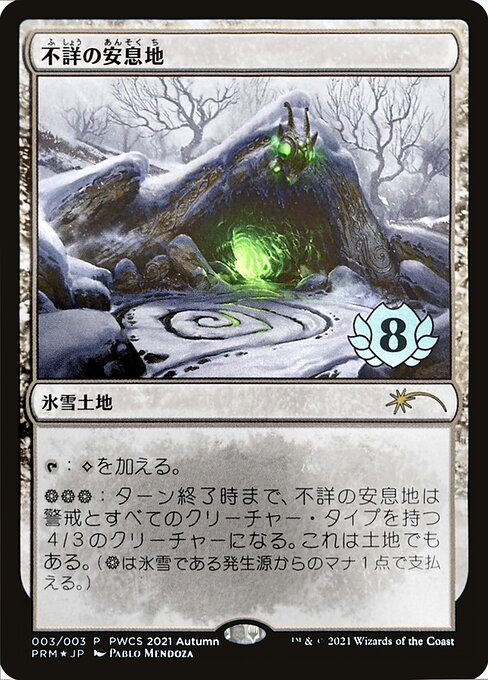 ふしょう あんそくち
不詳の安息地
8
氷雪土地
：を加える。
：ターン終了時まで、不詳の安息地は
警戒とすべてのクリーチャー・タイプを持つ
4/3のクリーチャーになる。これは土地でも
ある。（は氷雪である発生源からのマナ１点で支払
える。）
003/003 P PWCS 2021 Autumn
™ & © 2021 Wizards of the Coast
PRM★JP Pablo Mendoza